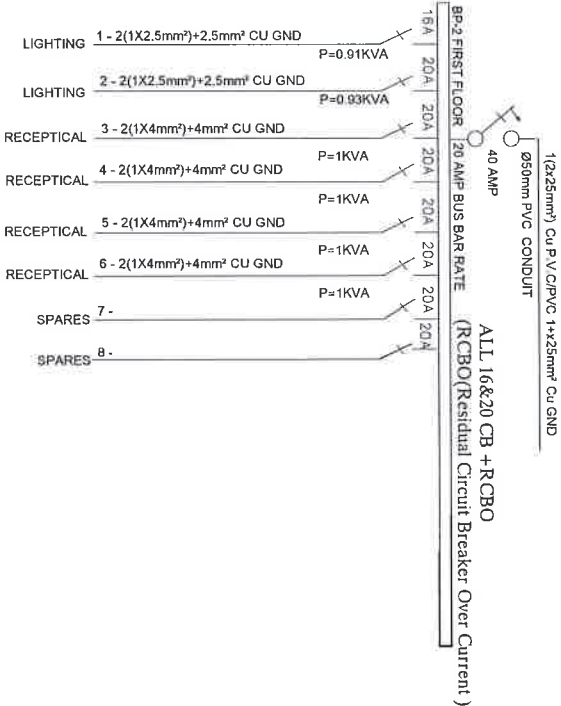 LIGHTING 1 - 2(1X2.5mm²)+2.5mm² CU GND
P=0.91KVA
16A
LIGHTING 2 - 2(1X2.5mm²)+2.5mm² CU GND
P=0.93KVA
20A
RECEPTICAL 3 - 2(1X4mm²)+4mm² CU GND
P=1KVA
20A
RECEPTICAL 4 - 2(1X4mm²)+4mm² CU GND
P=1KVA
20A
RECEPTICAL 5 - 2(1X4mm²)+4mm² CU GND
P=1KVA
20A
RECEPTICAL 6 - 2(1X4mm²)+4mm² CU GND
P=1KVA
20A
SPARES 7 -
20A
SPARES 8 -
20A
BP-2 FIRST FLOOR
20 AMP BUS BAR RATE
40 AMP
Ø50mm PVC CONDUIT
1(2x25mm²) Cu P.V.C/PVC 1+x25mm² Cu GND
ALL 16&20 CB +RCBO
(RCBO(Residual Circuit Breaker Over Current )